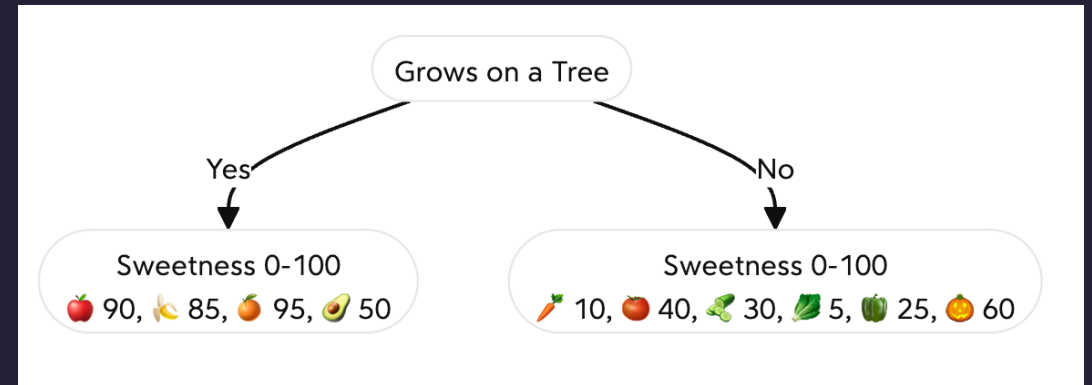 Grows on a Tree
Yes
No
Sweetness 0-100
🍎 90, 🍌 85, 🍊 95, 🥑 50
Sweetness 0-100
🥕 10, 🍅 40, 🥒 30, 🥬 5, 🫑 25, 🎃 60